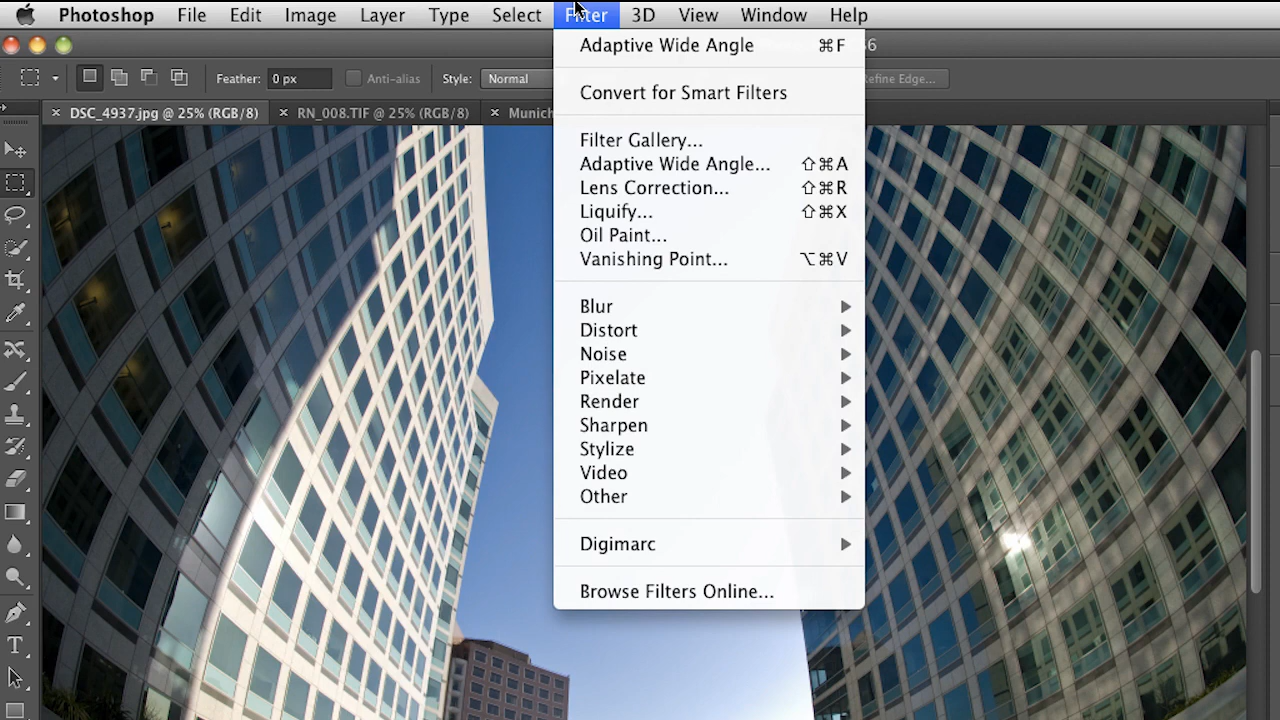 Photoshop File Edit Image Layer Type Select Filter 3D View Window Help
6
Feather: 0 px Anti-alias Style: Normal Refine Edge...
× DSC_4937.jpg @ 25% (RGB/8) × RN_008.TIF @ 25% (RGB/8) × Munich
Adaptive Wide Angle ⌘F
Convert for Smart Filters
Filter Gallery...
Adaptive Wide Angle... ⇧⌘A
Lens Correction... ⇧⌘R
Liquify... ⇧⌘X
Oil Paint...
Vanishing Point... ⌥⌘V
Blur
Distort
Noise
Pixelate
Render
Sharpen
Stylize
Video
Other
Digimarc
Browse Filters Online...